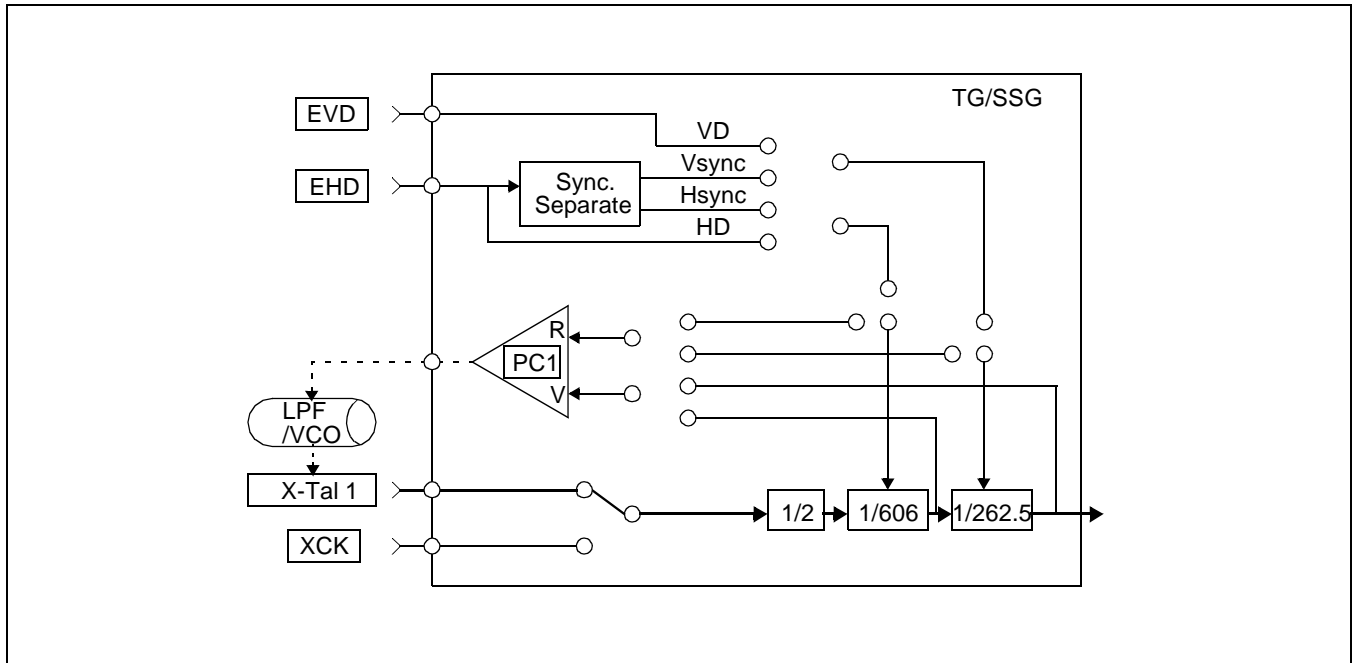 TG/SSG
EVD
VD
Vsync
EHD
Sync.
Separate
Hsync
HD
R
PC1
V
LPF
/VCO
X-Tal 1
1/2
1/606
1/262.5
XCK